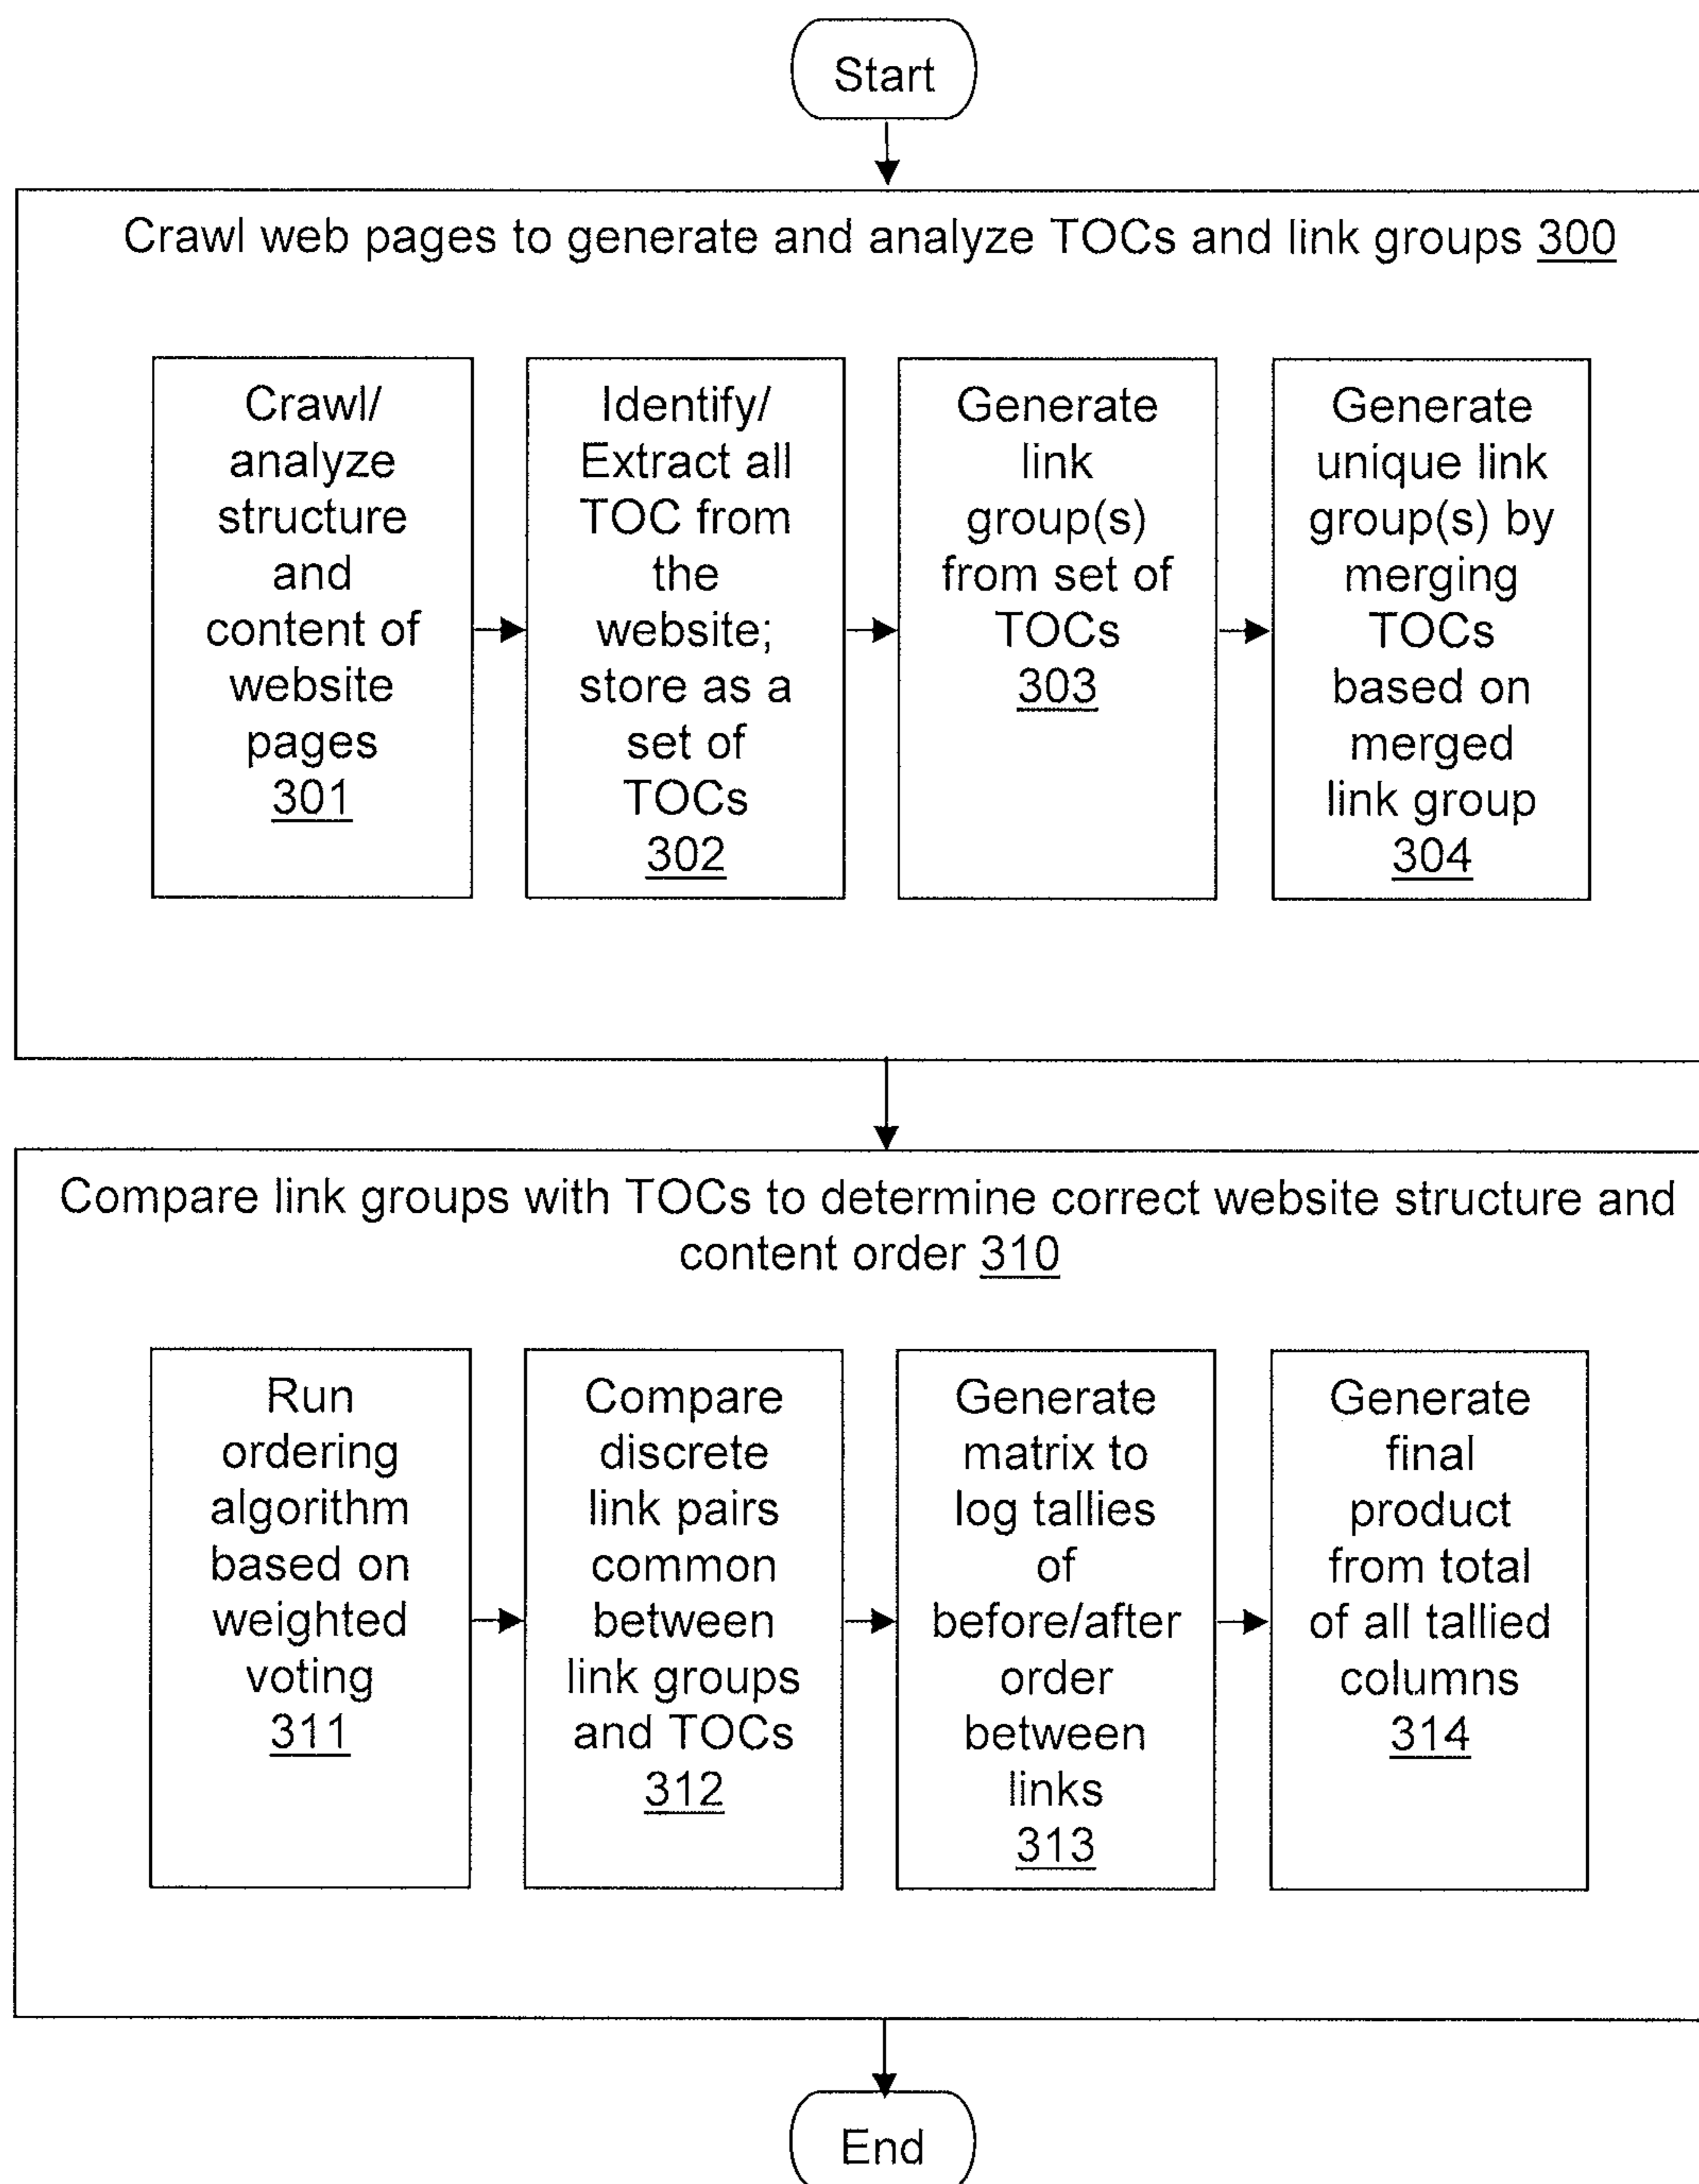 Start
Crawl web pages to generate and analyze TOCs and link groups 300
Crawl/
analyze
structure
and
content of
website
pages
301
Identify/
Extract all
TOC from
the
website;
store as a
set of
TOCs
302
Generate
link
group(s)
from set of
TOCs
303
Generate
unique link
group(s) by
merging
TOCs
based on
merged
link group
304
Compare link groups with TOCs to determine correct website structure and
content order 310
Run
ordering
algorithm
based on
weighted
voting
311
Compare
discrete
link pairs
common
between
link groups
and TOCs
312
Generate
matrix to
log tallies
of
before/after
order
between
links
313
Generate
final
product
from total
of all tallied
columns
314
End